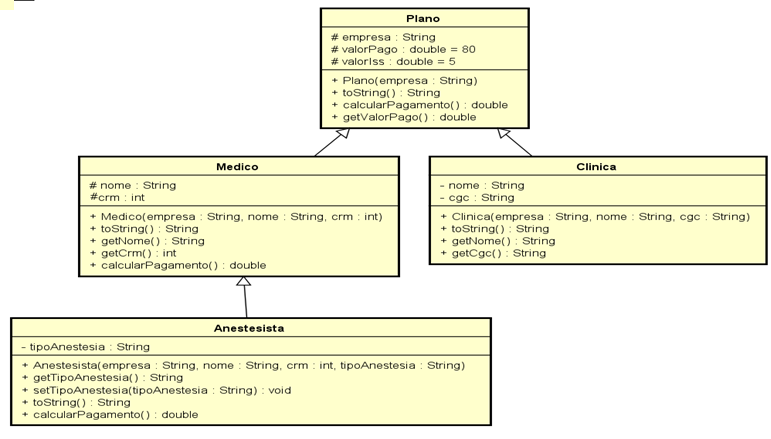 Plano
# empresa : String
# valorPago : double = 80
# valorIss : double = 5
+ Plano(empresa : String)
+ toString() : String
+ calcularPagamento() : double
+ getValorPago() : double
Medico
# nome : String
#crm : int
+ Medico(empresa : String, nome : String, crm : int)
+ toString() : String
+ getNome() : String
+ getCrm() : int
+ calcularPagamento() : double
Clinica
- nome : String
- cgc : String
+ Clinica(empresa : String, nome : String, cgc : String)
+ toString() : String
+ getNome() : String
+ getCgc() : String
Anestesista
- tipoAnestesia : String
+ Anestesista(empresa : String, nome : String, crm : int, tipoAnestesia : String)
+ getTipoAnestesia() : String
+ setTipoAnestesia(tipoAnestesia : String) : void
+ toString() : String
+ calcularPagamento() : double